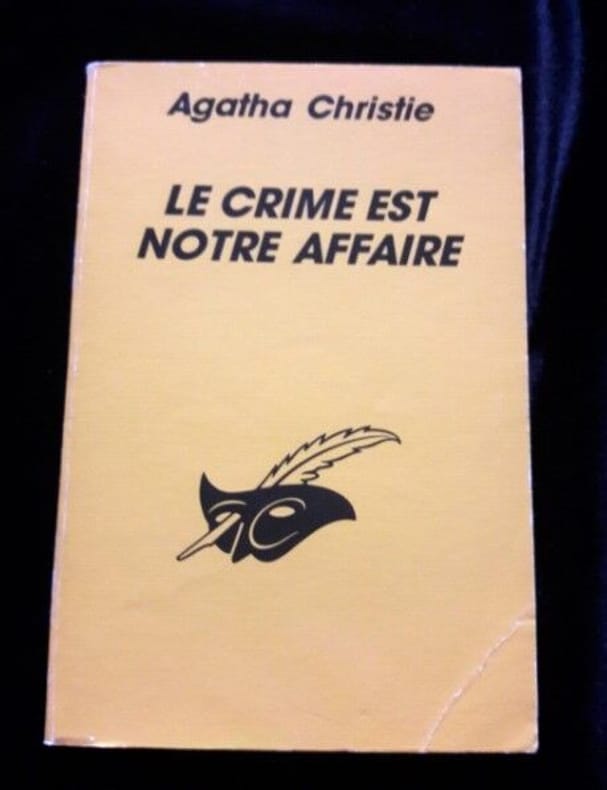 Agatha Christie
LE CRIME EST
NOTRE AFFAIRE